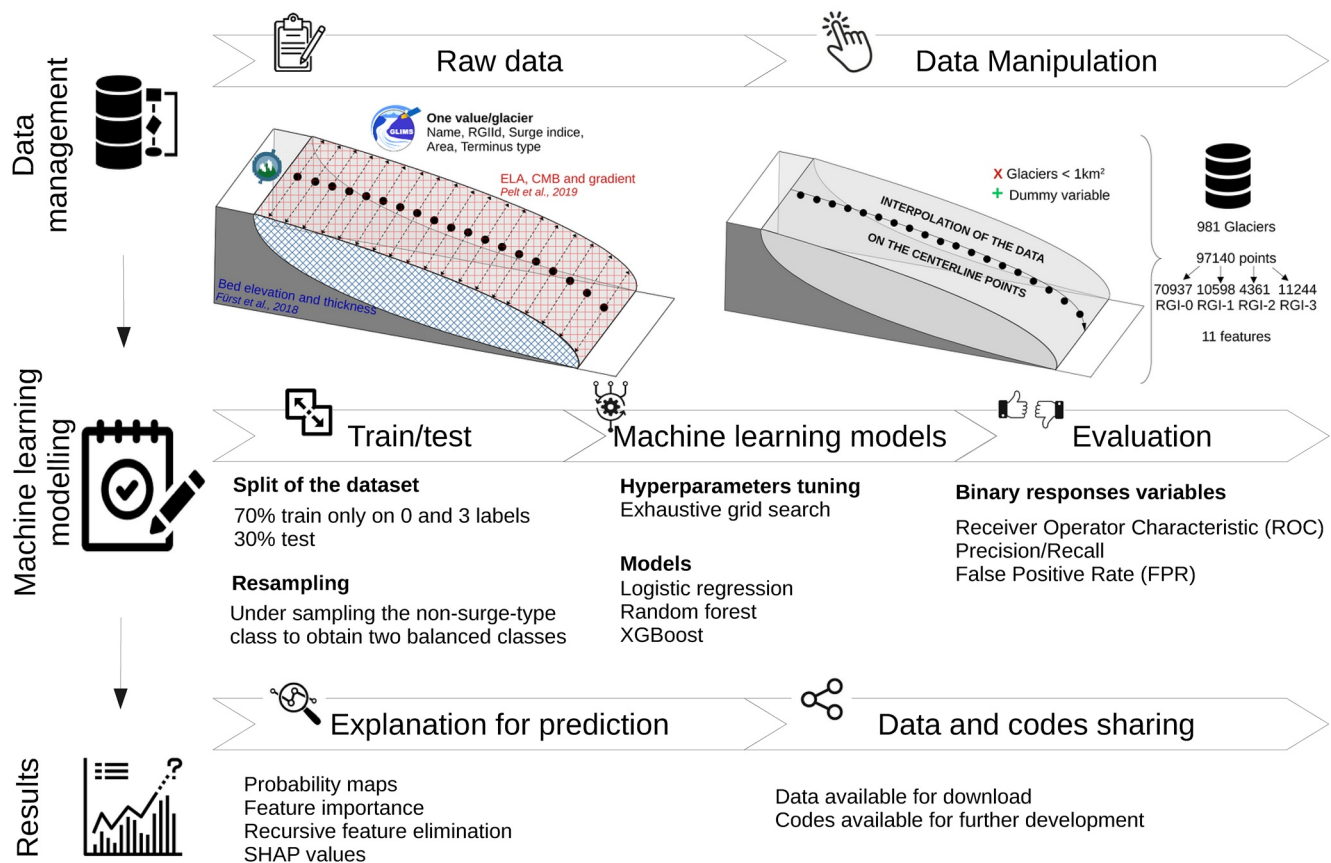 Data
management
Raw data
Data Manipulation
GLIMS
One value/glacier
Name, RGIId, Surge indice,
Area, Terminus type
ELA, CMB and gradient
Pelt et al., 2019
Bed elevation and thickness
Fürst et al., 2018
INTERPOLATION OF THE DATA
ON THE CENTERLINE POINTS
X Glaciers < 1km²
+ Dummy variable
981 Glaciers
97140 points
70937 10598 4361 11244
RGI-0 RGI-1 RGI-2 RGI-3
11 features
Machine learning
modelling
Train/test
Machine learning models
Evaluation
Split of the dataset
70% train only on 0 and 3 labels
30% test
Resampling
Under sampling the non-surge-type
class to obtain two balanced classes
Hyperparameters tuning
Exhaustive grid search
Models
Logistic regression
Random forest
XGBoost
Binary responses variables
Receiver Operator Characteristic (ROC)
Precision/Recall
False Positive Rate (FPR)
Results
?
Explanation for prediction
Data and codes sharing
Probability maps
Feature importance
Recursive feature elimination
SHAP values
Data available for download
Codes available for further development